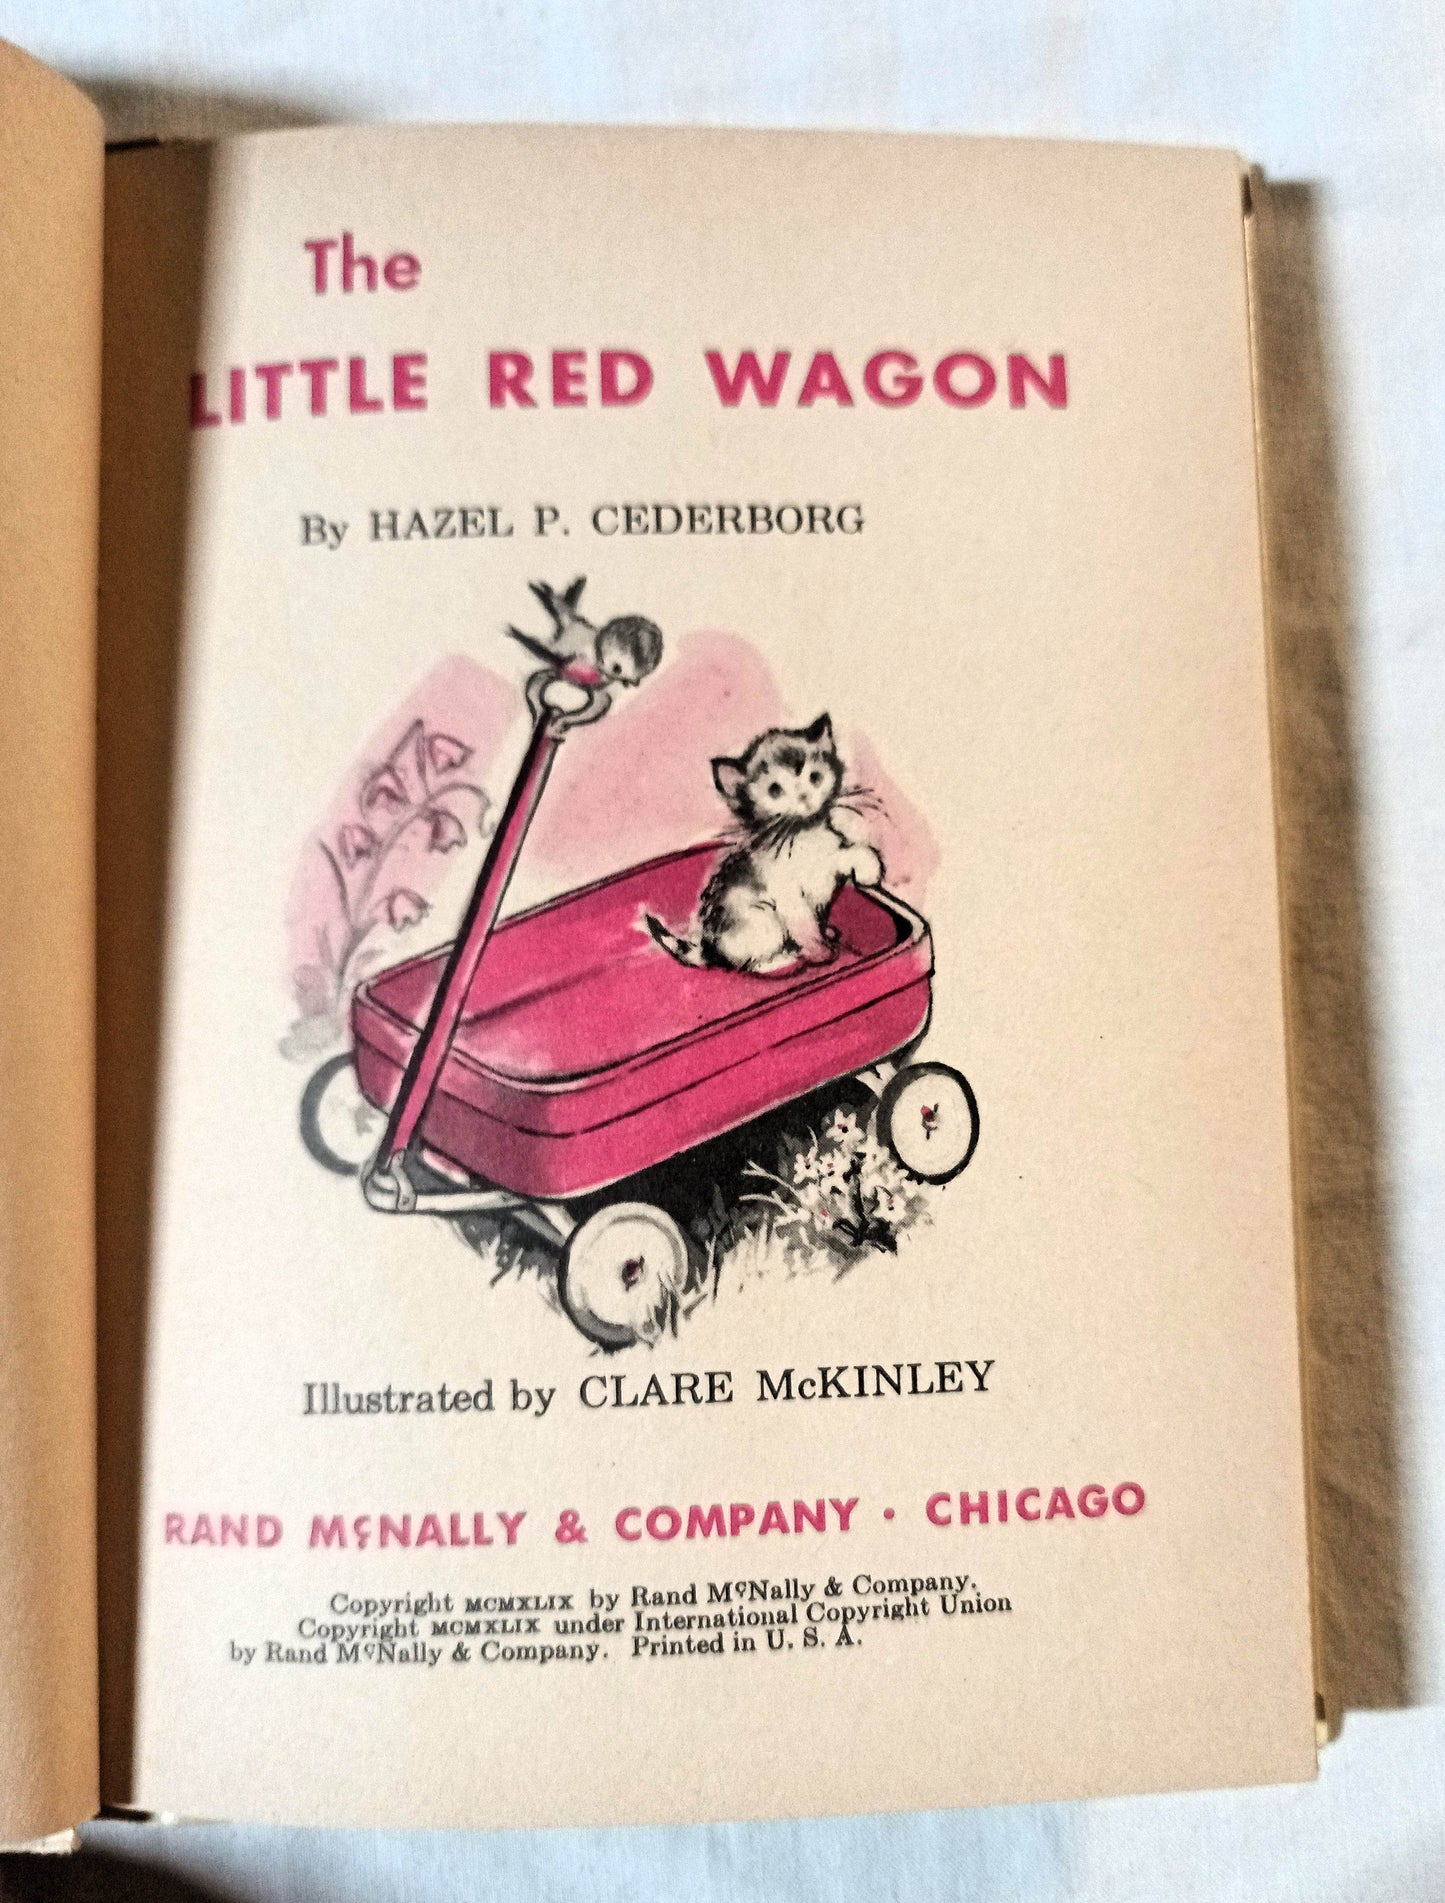 The
LITTLE RED WAGON
By HAZEL P. CEDERBORG
Illustrated by CLARE McKINLEY
RAND McNALLY & COMPANY · CHICAGO
Copyright MCMXLIX by Rand McNally & Company.
Copyright MCMXLIX under International Copyright Union
by Rand McNally & Company. Printed in U. S. A.